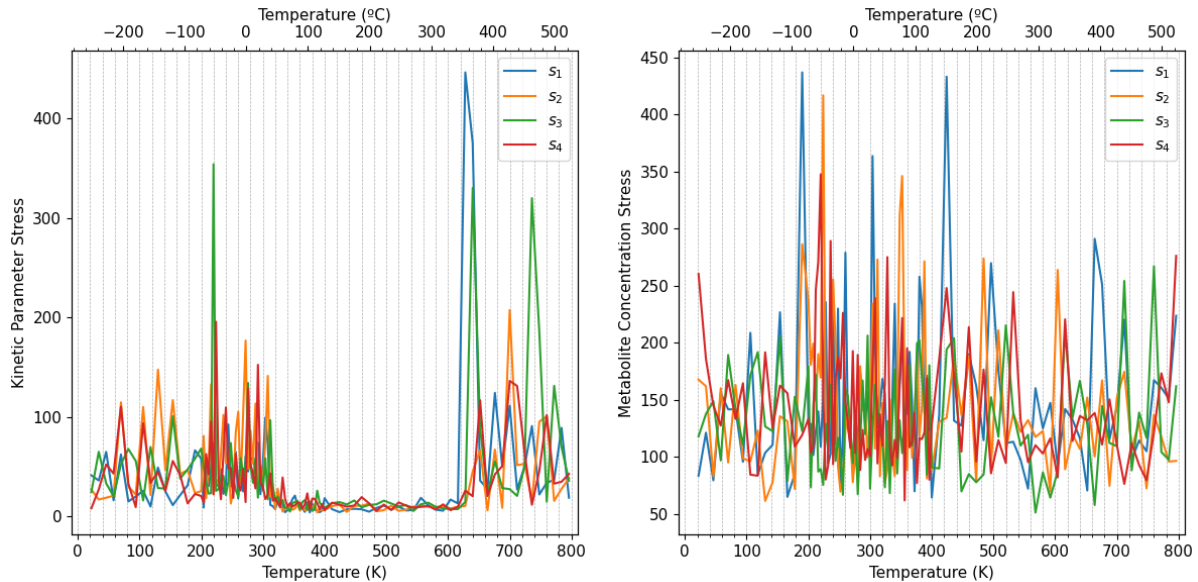 Temperature (ºC)
−200 −100 0 100 200 300 400 500
Kinetic Parameter Stress
400
300
200
100
0
s1
s2
s3
s4
0 100 200 300 400 500 600 700 800
Temperature (K)
Temperature (ºC)
−200 −100 0 100 200 300 400 500
Metabolite Concentration Stress
450
400
350
300
250
200
150
100
50
s1
s2
s3
s4
0 100 200 300 400 500 600 700 800
Temperature (K)